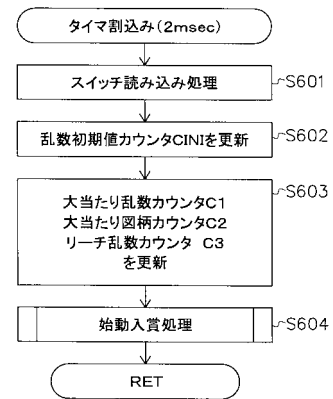 タイマ割込み(2msec)
スイッチ読み込み処理
S601
乱数初期値カウンタCINIを更新
S602
大当たり乱数カウンタC1
大当たり図柄カウンタC2
リーチ乱数カウンタ C3
を更新
S603
始動入賞処理
S604
RET